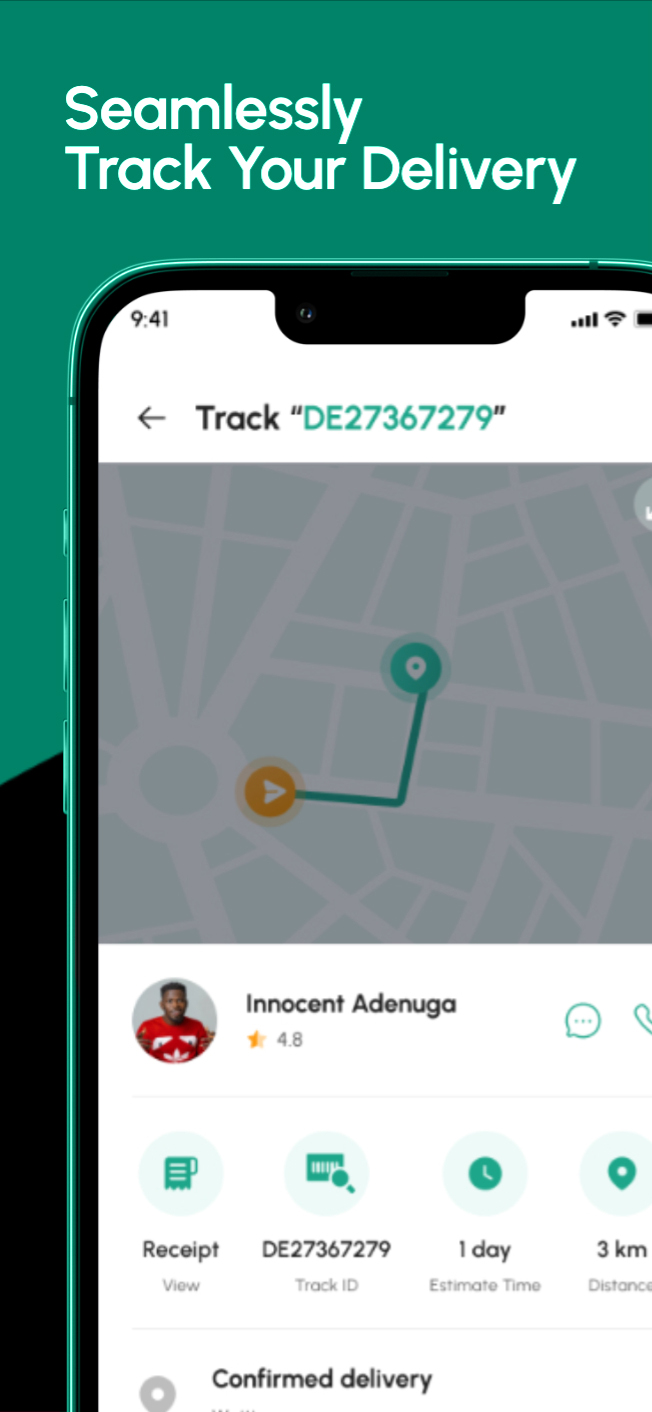 Seamlessly
Track Your Delivery
9:41
Track “DE27367279”
Innocent Adenuga
4.8
Receipt
DE27367279
1 day
3 km
View
Track ID
Estimate Time
Distance
Confirmed delivery